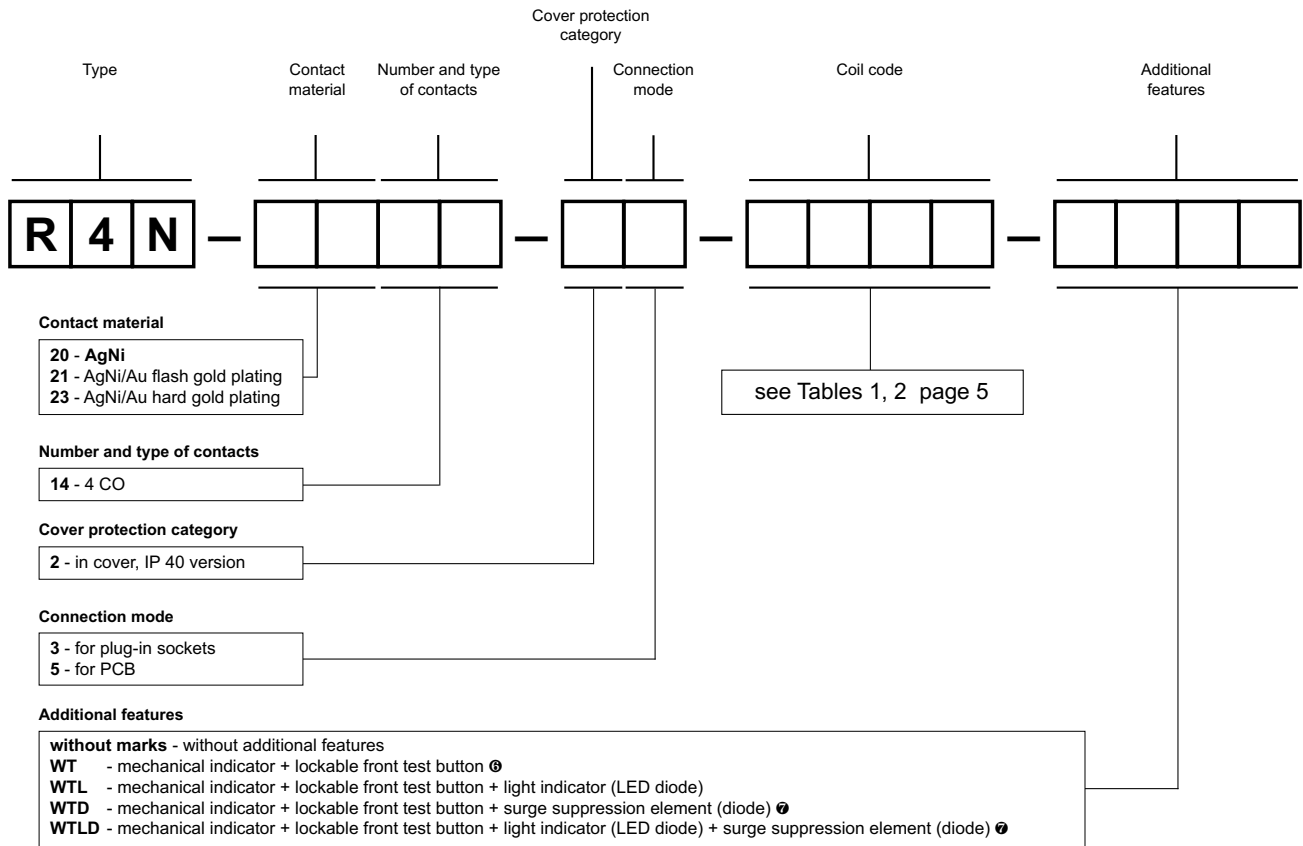 Cover protection
category
Type
Contact
material
Number and type
of contacts
Connection
mode
Coil code
Additional
features
R 4 N – – – –
Contact material
20 - AgNi
21 - AgNi/Au flash gold plating
23 - AgNi/Au hard gold plating
see Tables 1, 2 page 5
Number and type of contacts
14 - 4 CO
Cover protection category
2 - in cover, IP 40 version
Connection mode
3 - for plug-in sockets
5 - for PCB
Additional features
without marks - without additional features
WT - mechanical indicator + lockable front test button ❻
WTL - mechanical indicator + lockable front test button + light indicator (LED diode)
WTD - mechanical indicator + lockable front test button + surge suppression element (diode) ❼
WTLD - mechanical indicator + lockable front test button + light indicator (LED diode) + surge suppression element (diode) ❼